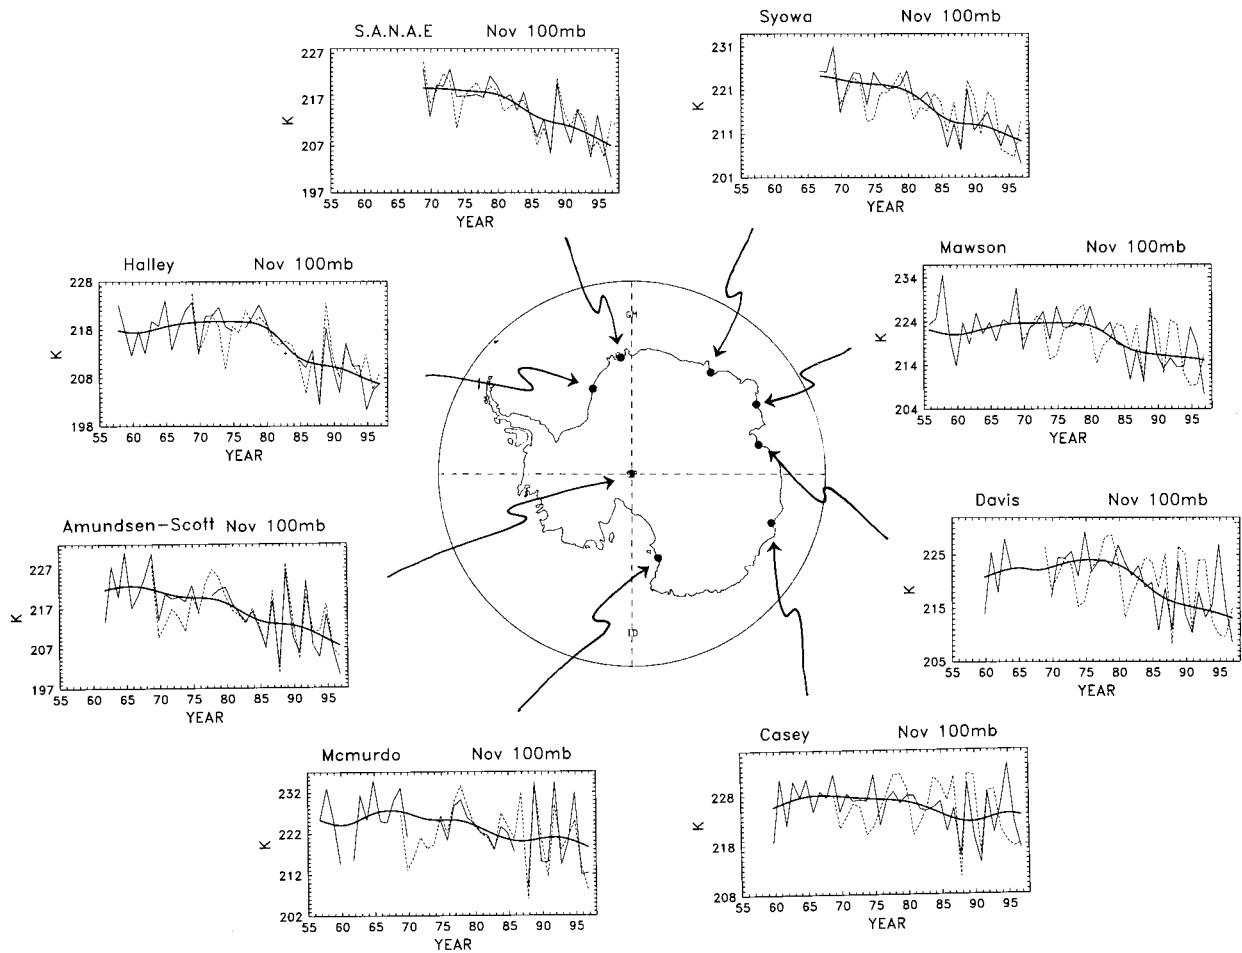 S.A.N.A.E Nov 100mb
227
217
207
197
K
55 60 65 70 75 80 85 90 95
YEAR
Syowa Nov 100mb
231
221
211
201
K
55 60 65 70 75 80 85 90 95
YEAR
Halley Nov 100mb
228
218
208
198
K
55 60 65 70 75 80 85 90 95
YEAR
GM
ID
Mawson Nov 100mb
234
224
214
204
K
55 60 65 70 75 80 85 90 95
YEAR
Amundsen-Scott Nov 100mb
227
217
207
197
K
55 60 65 70 75 80 85 90 95
YEAR
Davis Nov 100mb
225
215
205
K
55 60 65 70 75 80 85 90 95
YEAR
Mcmurdo Nov 100mb
232
222
212
202
K
55 60 65 70 75 80 85 90 95
YEAR
Casey Nov 100mb
228
218
208
K
55 60 65 70 75 80 85 90 95
YEAR